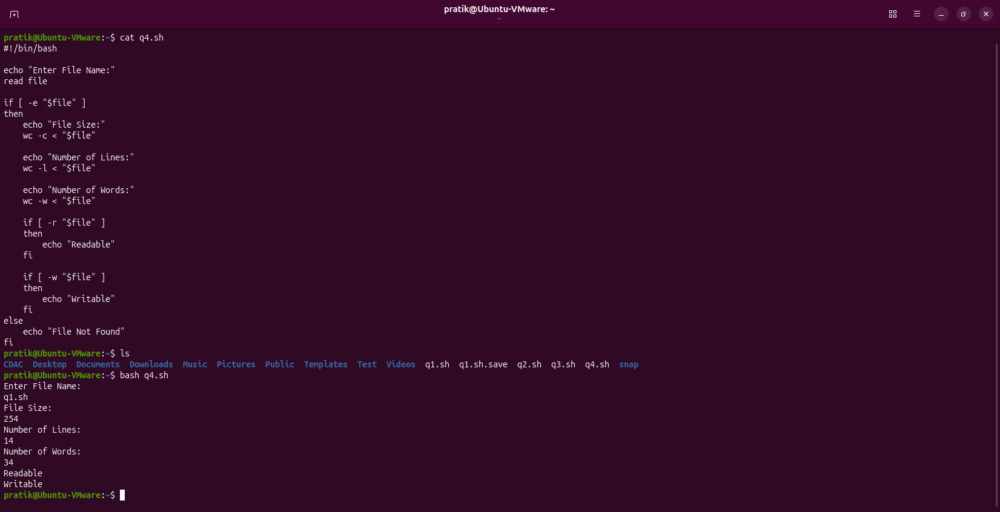 pratik@Ubuntu-VMware: ~
~
pratik@Ubuntu-VMware:~$ cat q4.sh
#!/bin/bash

echo "Enter File Name:"
read file

if [ -e "$file" ]
then
    echo "File Size:"
    wc -c < "$file"

    echo "Number of Lines:"
    wc -l < "$file"

    echo "Number of Words:"
    wc -w < "$file"

    if [ -r "$file" ]
    then
        echo "Readable"
    fi

    if [ -w "$file" ]
    then
        echo "Writable"
    fi
else
    echo "File Not Found"
fi
pratik@Ubuntu-VMware:~$ ls
CDAC  Desktop  Documents  Downloads  Music  Pictures  Public  Templates  Test  Videos  q1.sh  q1.sh.save  q2.sh  q3.sh  q4.sh  snap
pratik@Ubuntu-VMware:~$ bash q4.sh
Enter File Name:
q1.sh
File Size:
254
Number of Lines:
14
Number of Words:
34
Readable
Writable
pratik@Ubuntu-VMware:~$